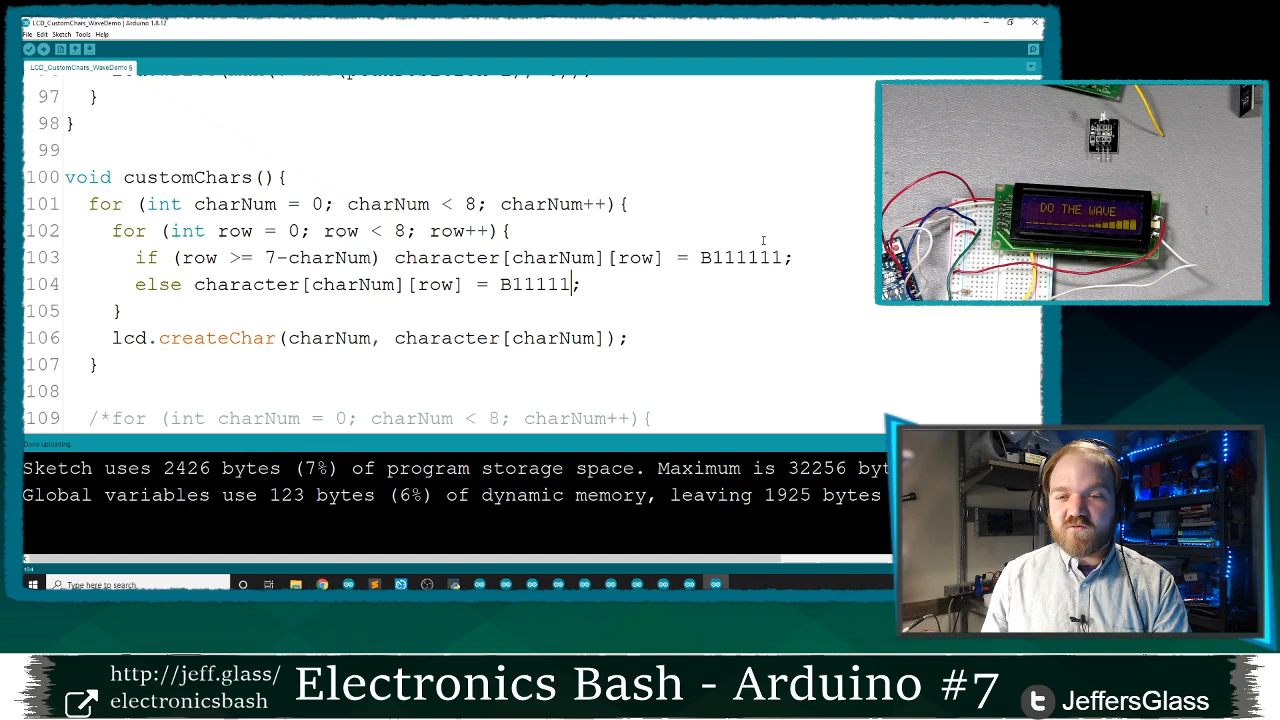 LCD_CustomChars_WaveDemo | Arduino 1.8.12
File Edit Sketch Tools Help
LCD_CustomChars_WaveDemo §
97 }
98 }
99
100 void customChars(){
101 for (int charNum = 0; charNum < 8; charNum++){
102 for (int row = 0; row < 8; row++){
103 if (row >= 7-charNum) character[charNum][row] = B111111;
104 else character[charNum][row] = B11111;
105 }
106 lcd.createChar(charNum, character[charNum]);
107 }
108
109 /*for (int charNum = 0; charNum < 8; charNum++){
Done uploading.
Sketch uses 2426 bytes (7%) of program storage space. Maximum is 32256 byt
Global variables use 123 bytes (6%) of dynamic memory, leaving 1925 bytes
104
Type here to search
DO THE WAVE
http://jeff.glass/
electronicsbash
Electronics Bash - Arduino #7
JeffersGlass